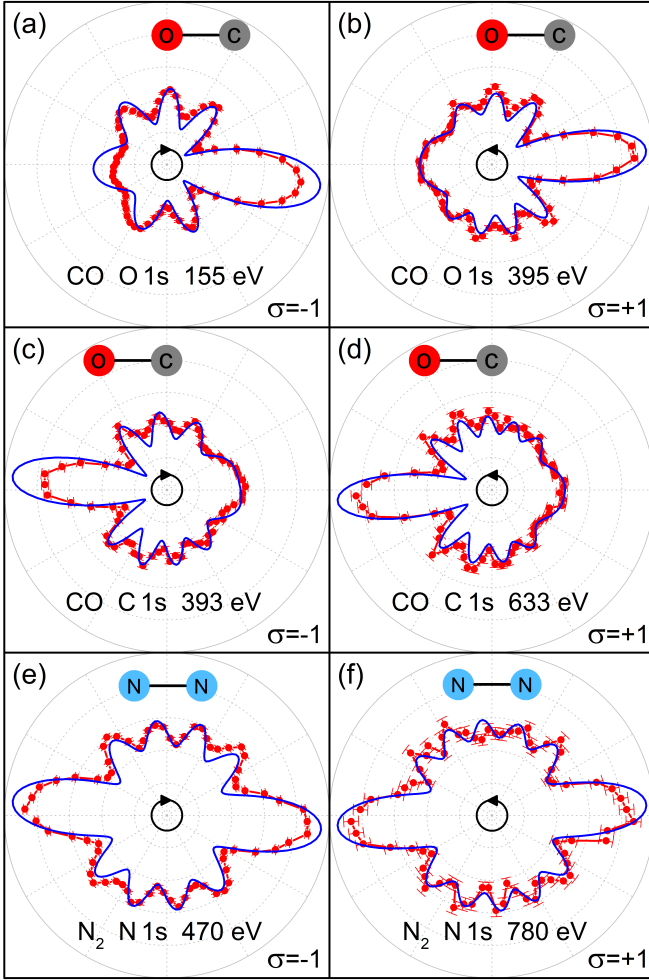 (a)
O C
CO O 1s 155 eV
σ=-1
(b)
O C
CO O 1s 395 eV
σ=+1
(c)
O C
CO C 1s 393 eV
σ=-1
(d)
O C
CO C 1s 633 eV
σ=+1
(e)
N N
N₂ N 1s 470 eV
σ=-1
(f)
N N
N₂ N 1s 780 eV
σ=+1